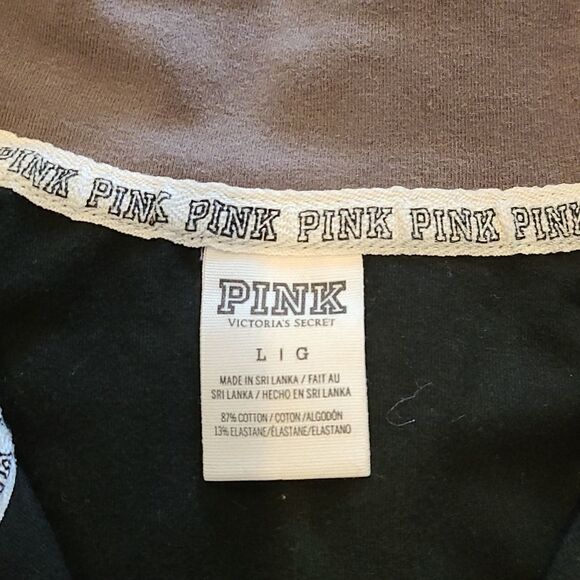 PINK PINK PINK PINK PINK PINK
PINK
VICTORIA'S SECRET
L | G
MADE IN SRI LANKA / FAIT AU
SRI LANKA / HECHO EN SRI LANKA
87% COTTON / COTON / ALGODÓN
13% ELASTANE/ÉLASTANE/ELASTANO